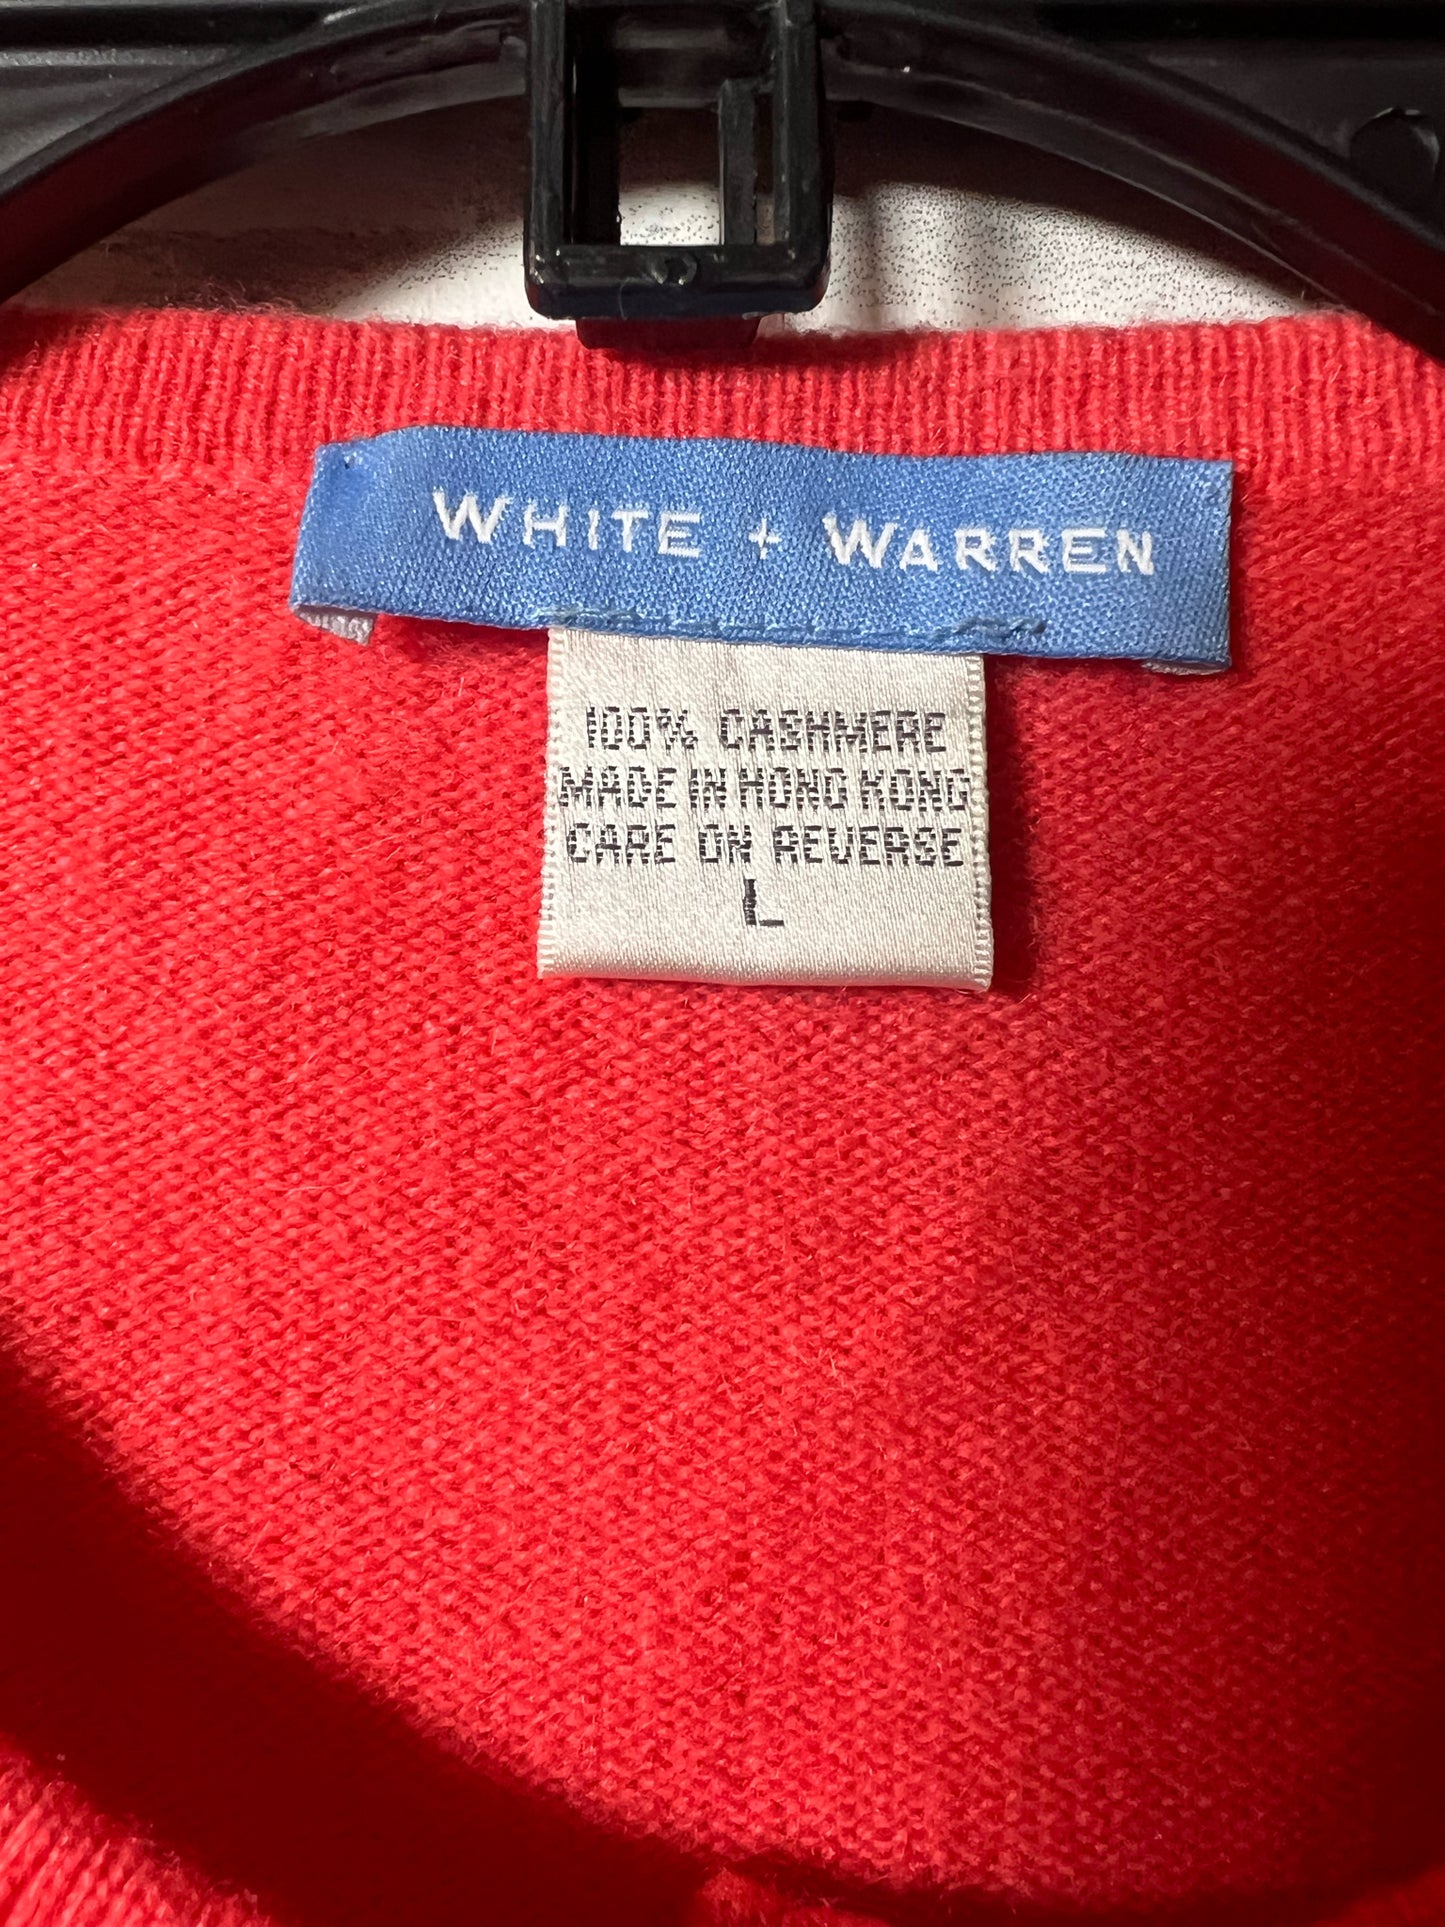 WHITE + WARREN
100% CASHMERE
MADE IN HONG KONG
CARE ON REVERSE
L